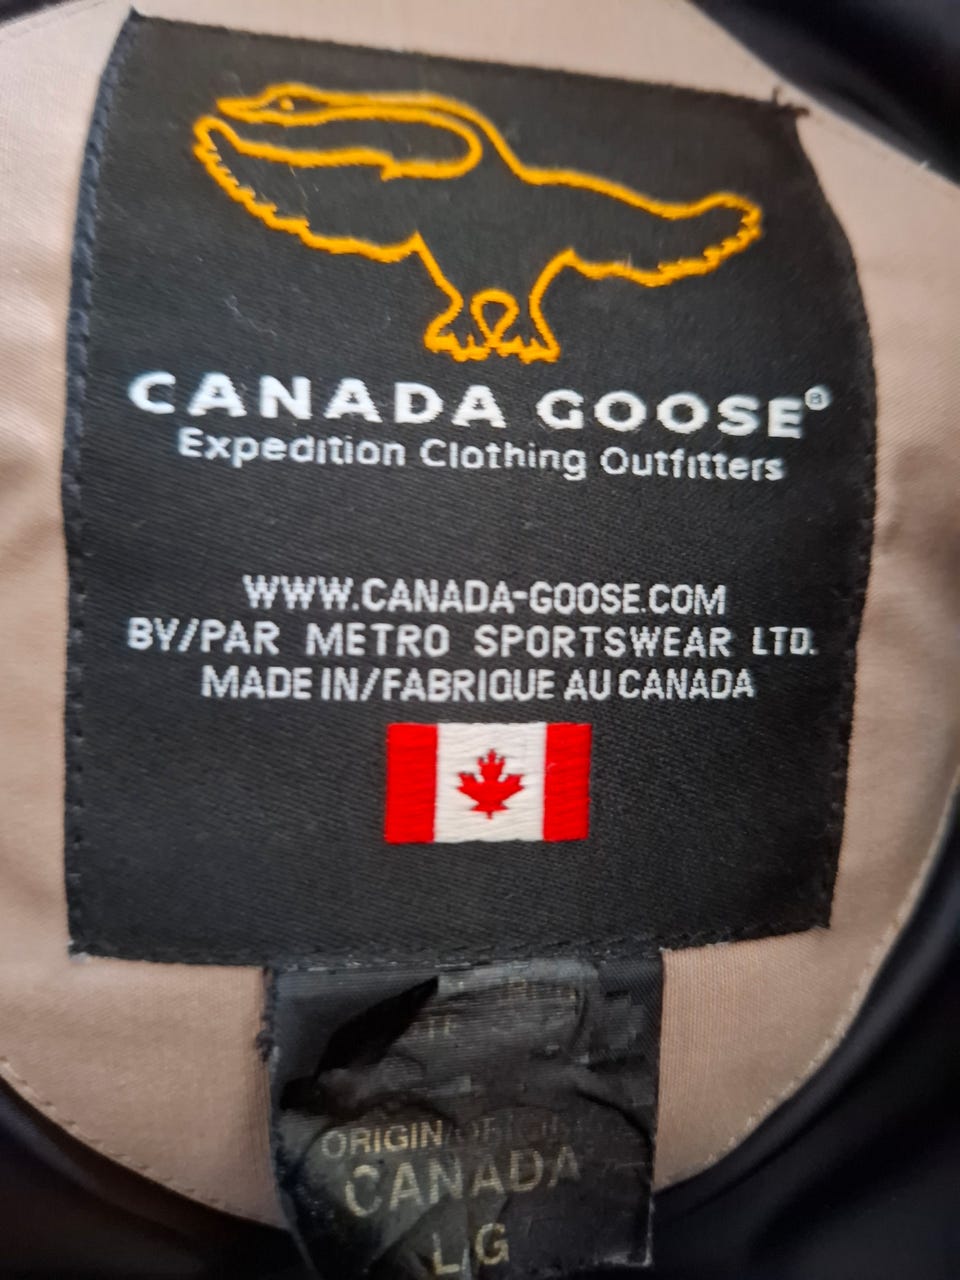 CANADA GOOSE®
Expedition Clothing Outfitters
WWW.CANADA-GOOSE.COM
BY/PAR METRO SPORTSWEAR LTD.
MADE IN/FABRIQUE AU CANADA
ORIGIN
CANADA
L/G